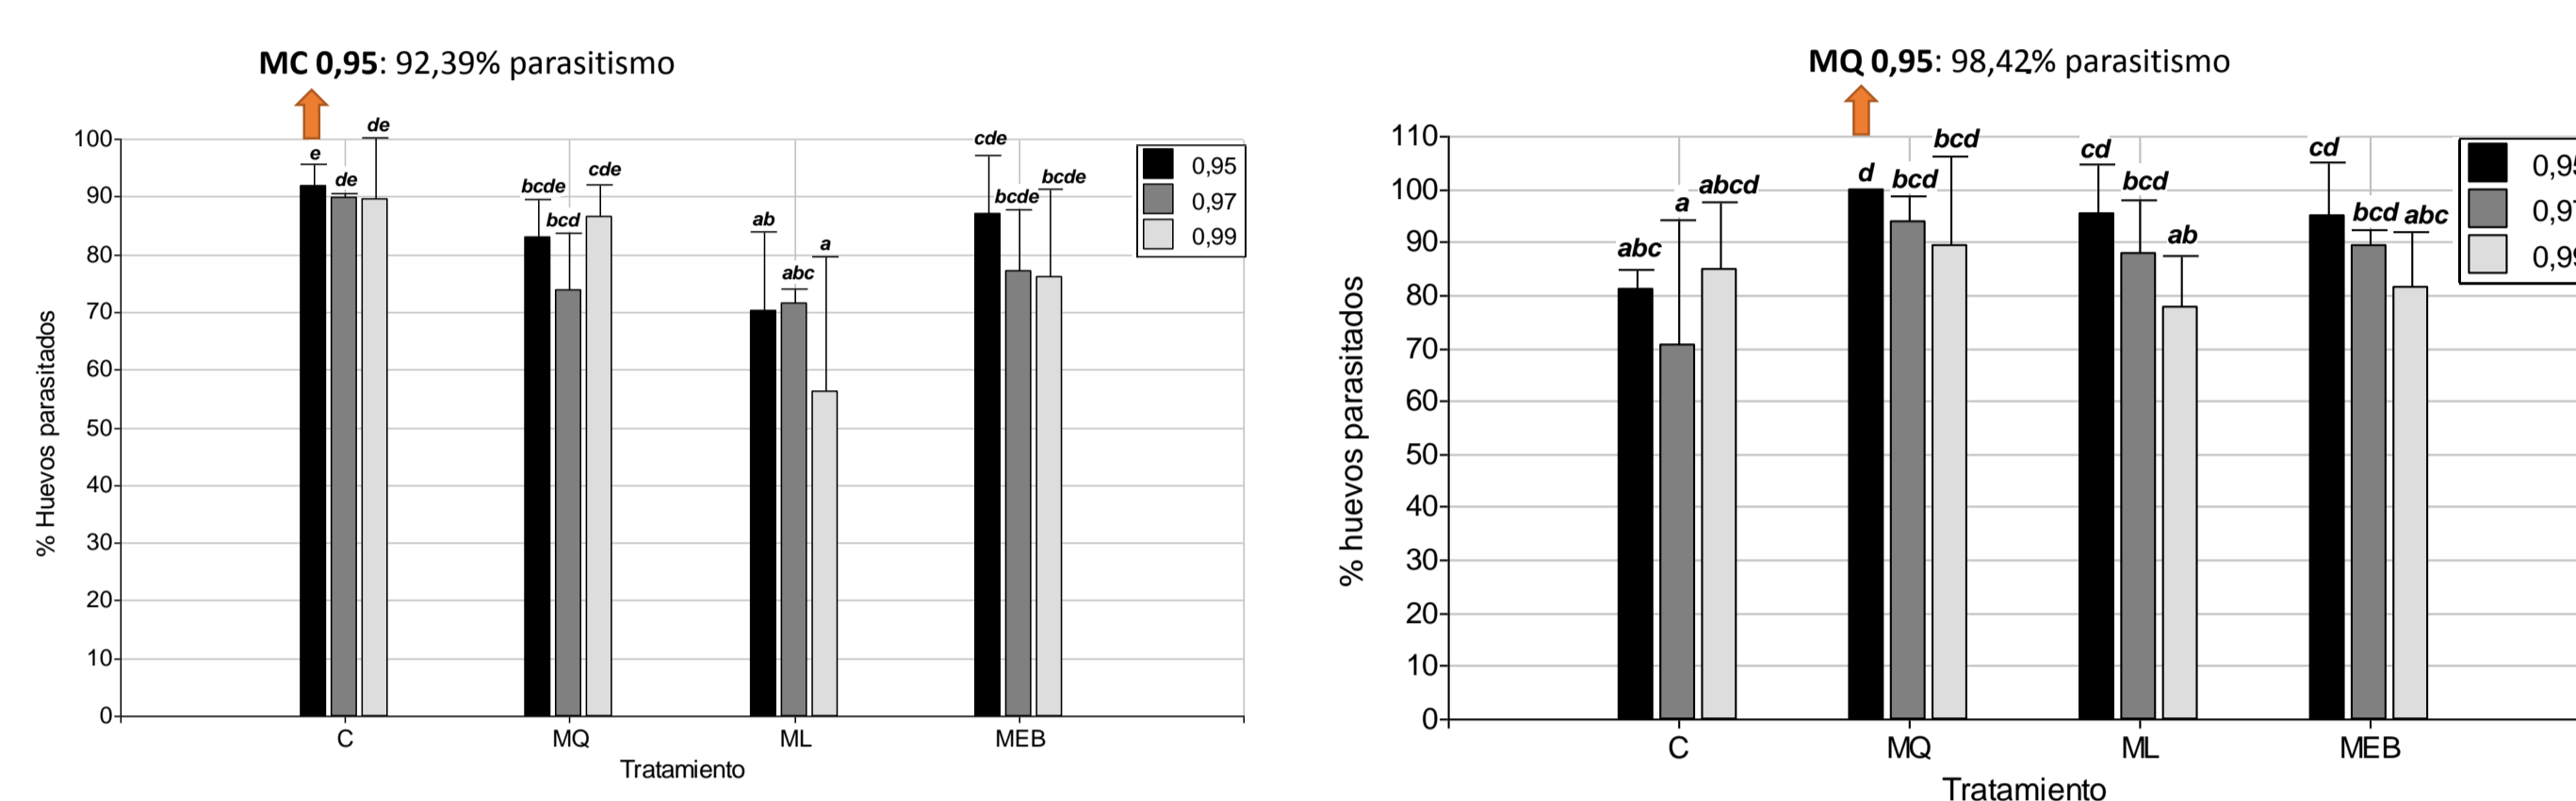 MC 0,95: 92,39% parasitismo
% Huevos parasitados
100
90
80
70
60
50
40
30
20
10
0
e
de
de
bcde
bcd
cde
ab
abc
a
cde
bcde
bcde
0,95
0,97
0,99
C
MQ
ML
MEB
Tratamiento
MQ 0,95: 98,42% parasitismo
% huevos parasitados
110
100
90
80
70
60
50
40
30
20
10
0
abc
a
abcd
d
bcd
bcd
cd
bcd
ab
cd
bcd
abc
C
MQ
ML
MEB
Tratamiento